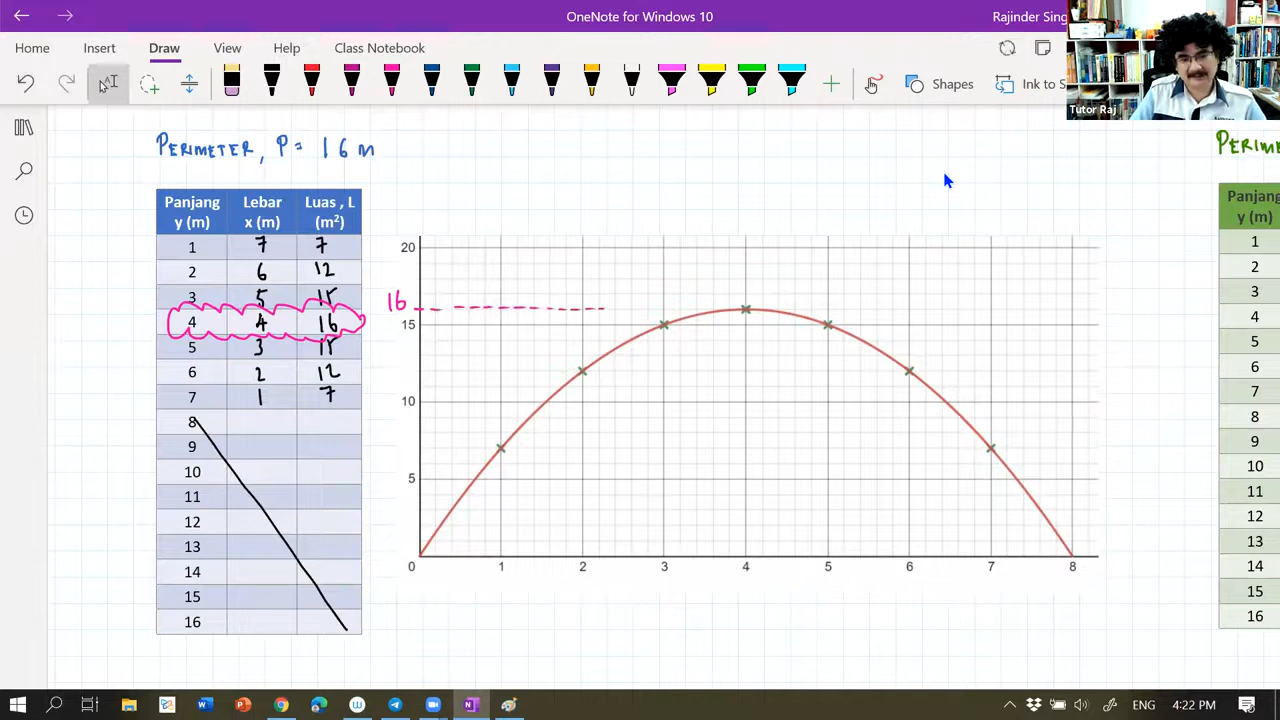 OneNote for Windows 10
Rajinder Sing
Home Insert Draw View Help Class Notebook
Shapes
Ink to S
Tutor Raj
PERIMETER, P = 16 m
PERIME
Panjang y (m) Lebar x (m) Luas , L (m²)
1 7 7
2 6 12
3 5 15
4 4 16
5 3 15
6 2 12
7 1 7
8
9
10
11
12
13
14
15
16
20
16
15
10
5
0 1 2 3 4 5 6 7 8
Panjang
y (m)
1
2
3
4
5
6
7
8
9
10
11
12
13
14
15
16
ENG 4:22 PM